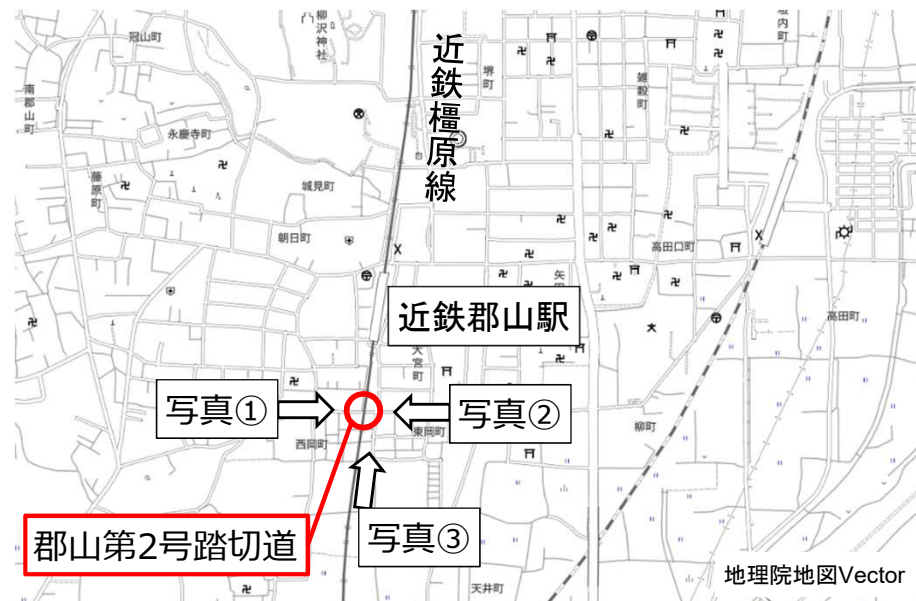 冠山町
柳沢神社
近鉄橿原線
堺町
雑穀町
垣内町
南郡山町
永慶寺町
藤原町
城見町
朝日町
高田口町
矢田
近鉄郡山駅
高田町
大宮町
写真①
写真②
西岡町
東岡町
柳町
写真③
郡山第2号踏切道
天井町
地理院地図Vector